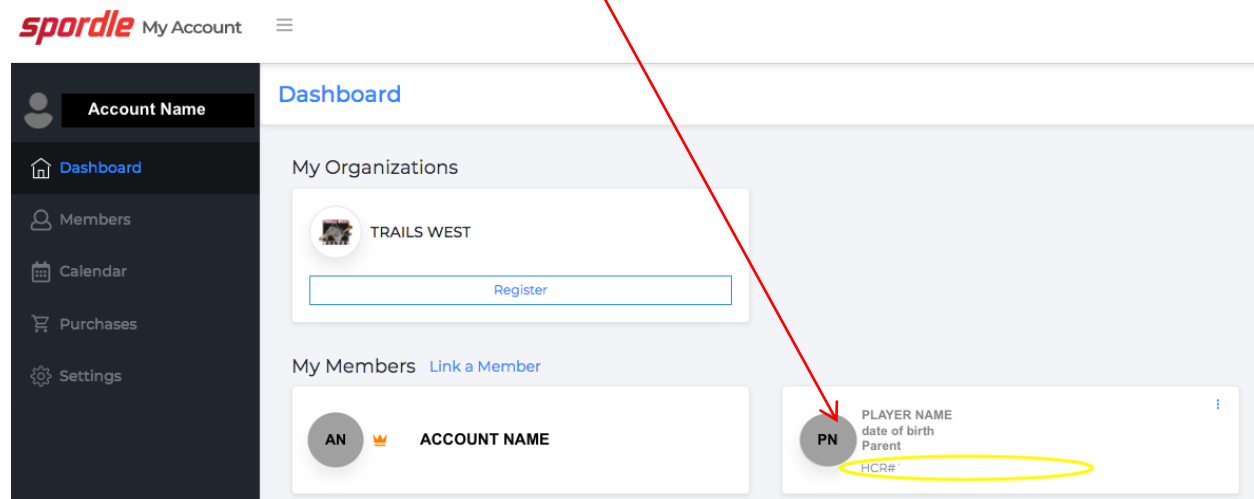 spordle My Account
Account Name
Dashboard
Members
Calendar
Purchases
Settings
Dashboard
My Organizations
TRAILS WEST
Register
My Members Link a Member
AN ACCOUNT NAME
PN
PLAYER NAME
date of birth
Parent
HCR#